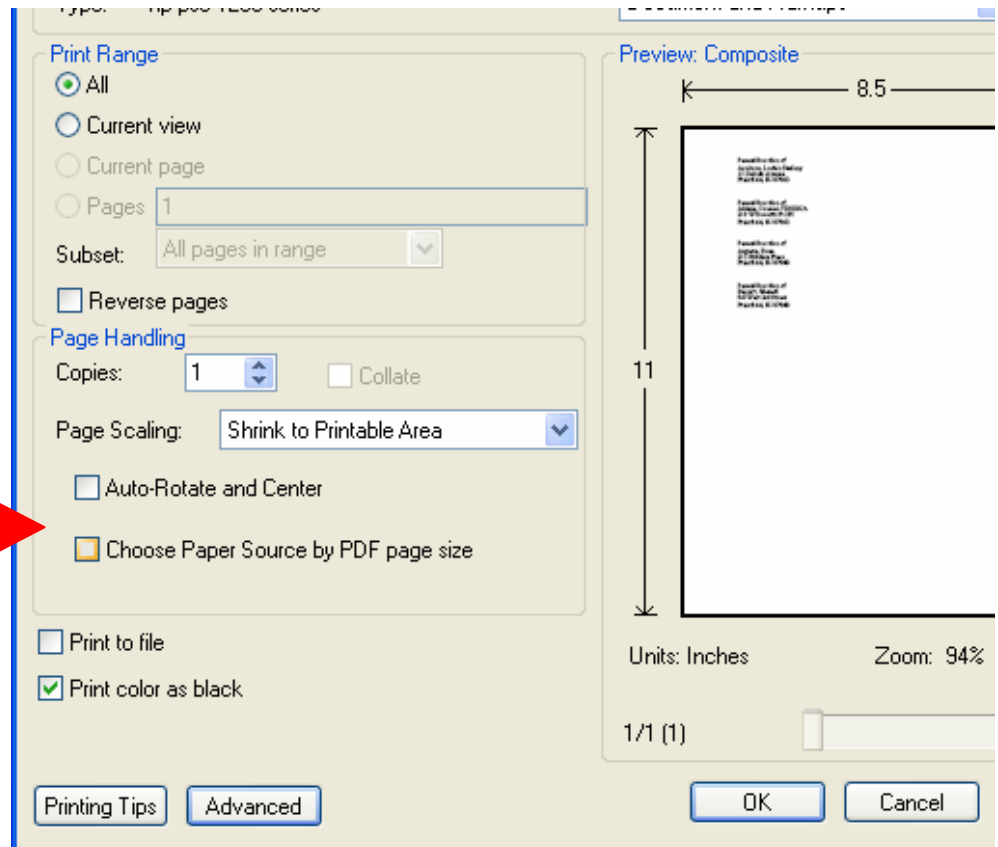 Print Range
All
Current view
Current page
Pages 1
Subset: All pages in range
Reverse pages
Page Handling
Copies: 1 Collate
Page Scaling: Shrink to Printable Area
Auto-Rotate and Center
Choose Paper Source by PDF page size
Print to file
Print color as black
Printing Tips Advanced
Preview: Composite
8.5
11
Units: Inches Zoom: 94%
1/1 (1)
OK Cancel